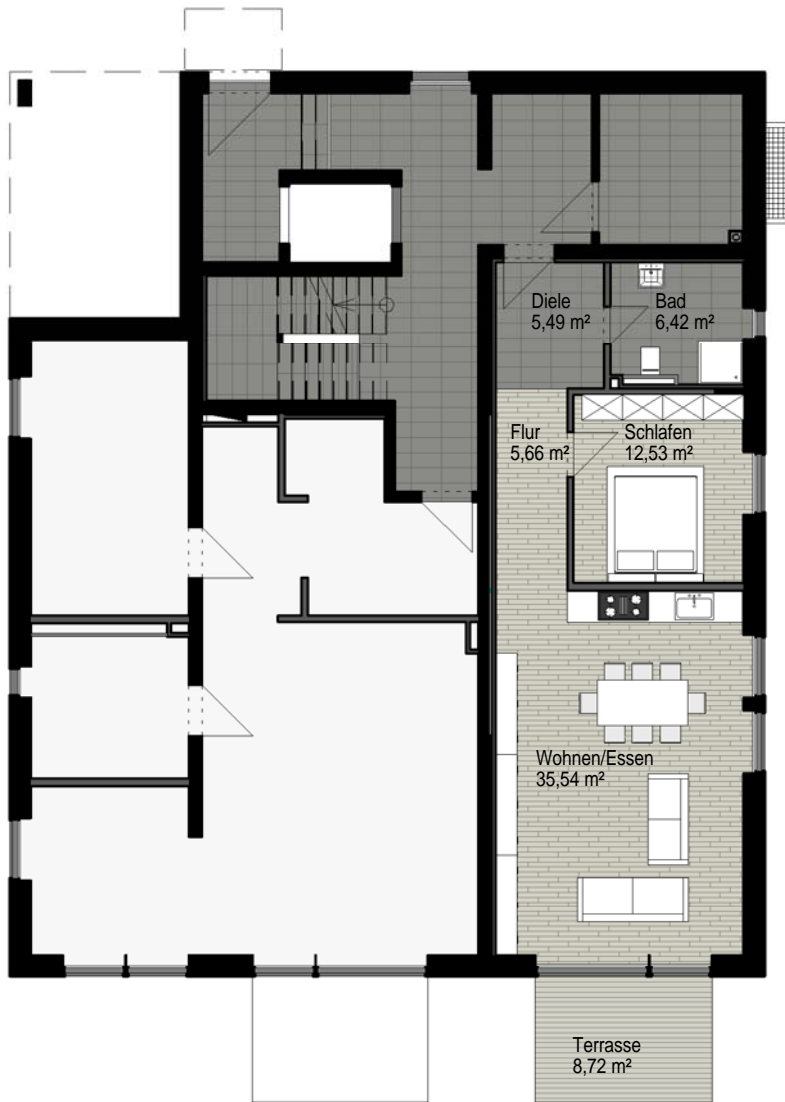 Diele
5,49 m²
Bad
6,42 m²
Flur
5,66 m²
Schlafen
12,53 m²
Wohnen/Essen
35,54 m²
Terrasse
8,72 m²